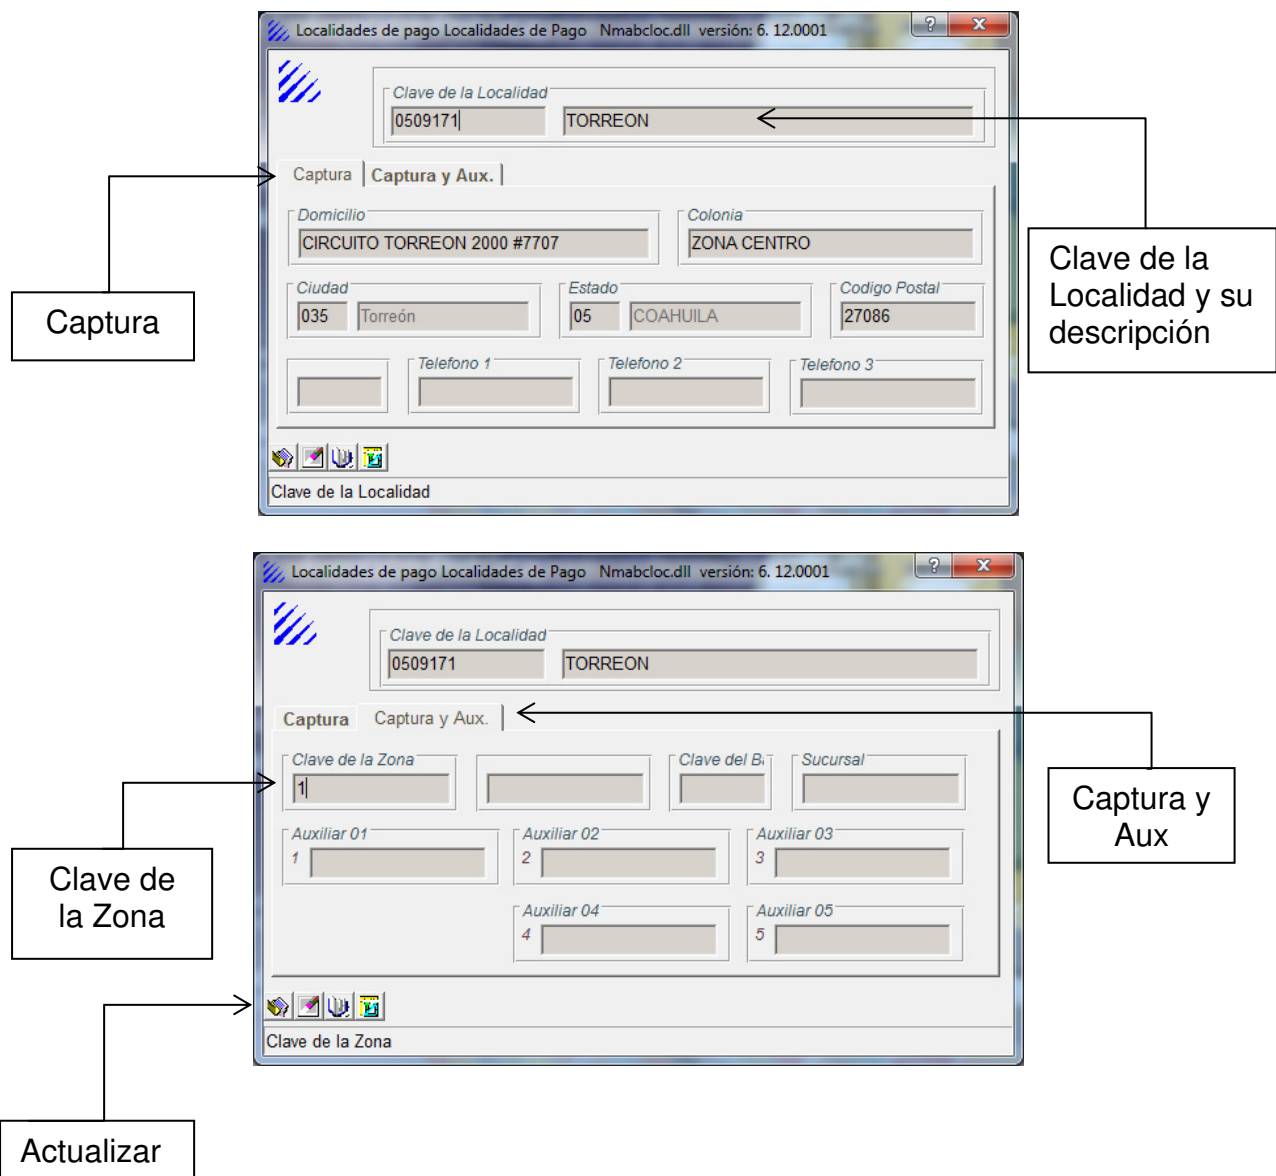 Localidades de pago Localidades de Pago Nmabcloc.dll versión: 6. 12.0001
Clave de la Localidad
0509171 TORREON
Captura Captura y Aux.
Domicilio Colonia
CIRCUITO TORREON 2000 #7707 ZONA CENTRO
Ciudad Estado Codigo Postal
035 Torreón 05 COAHUILA 27086
Telefono 1 Telefono 2 Telefono 3
Clave de la Localidad
Captura
Clave de la
Localidad y su
descripción
Localidades de pago Localidades de Pago Nmabcloc.dll versión: 6. 12.0001
Clave de la Localidad
0509171 TORREON
Captura Captura y Aux.
Clave de la Zona Clave del B Sucursal
1
Auxiliar 01 Auxiliar 02 Auxiliar 03
1 2 3
Auxiliar 04 Auxiliar 05
4 5
Clave de la Zona
Clave de
la Zona
Captura y
Aux
Actualizar